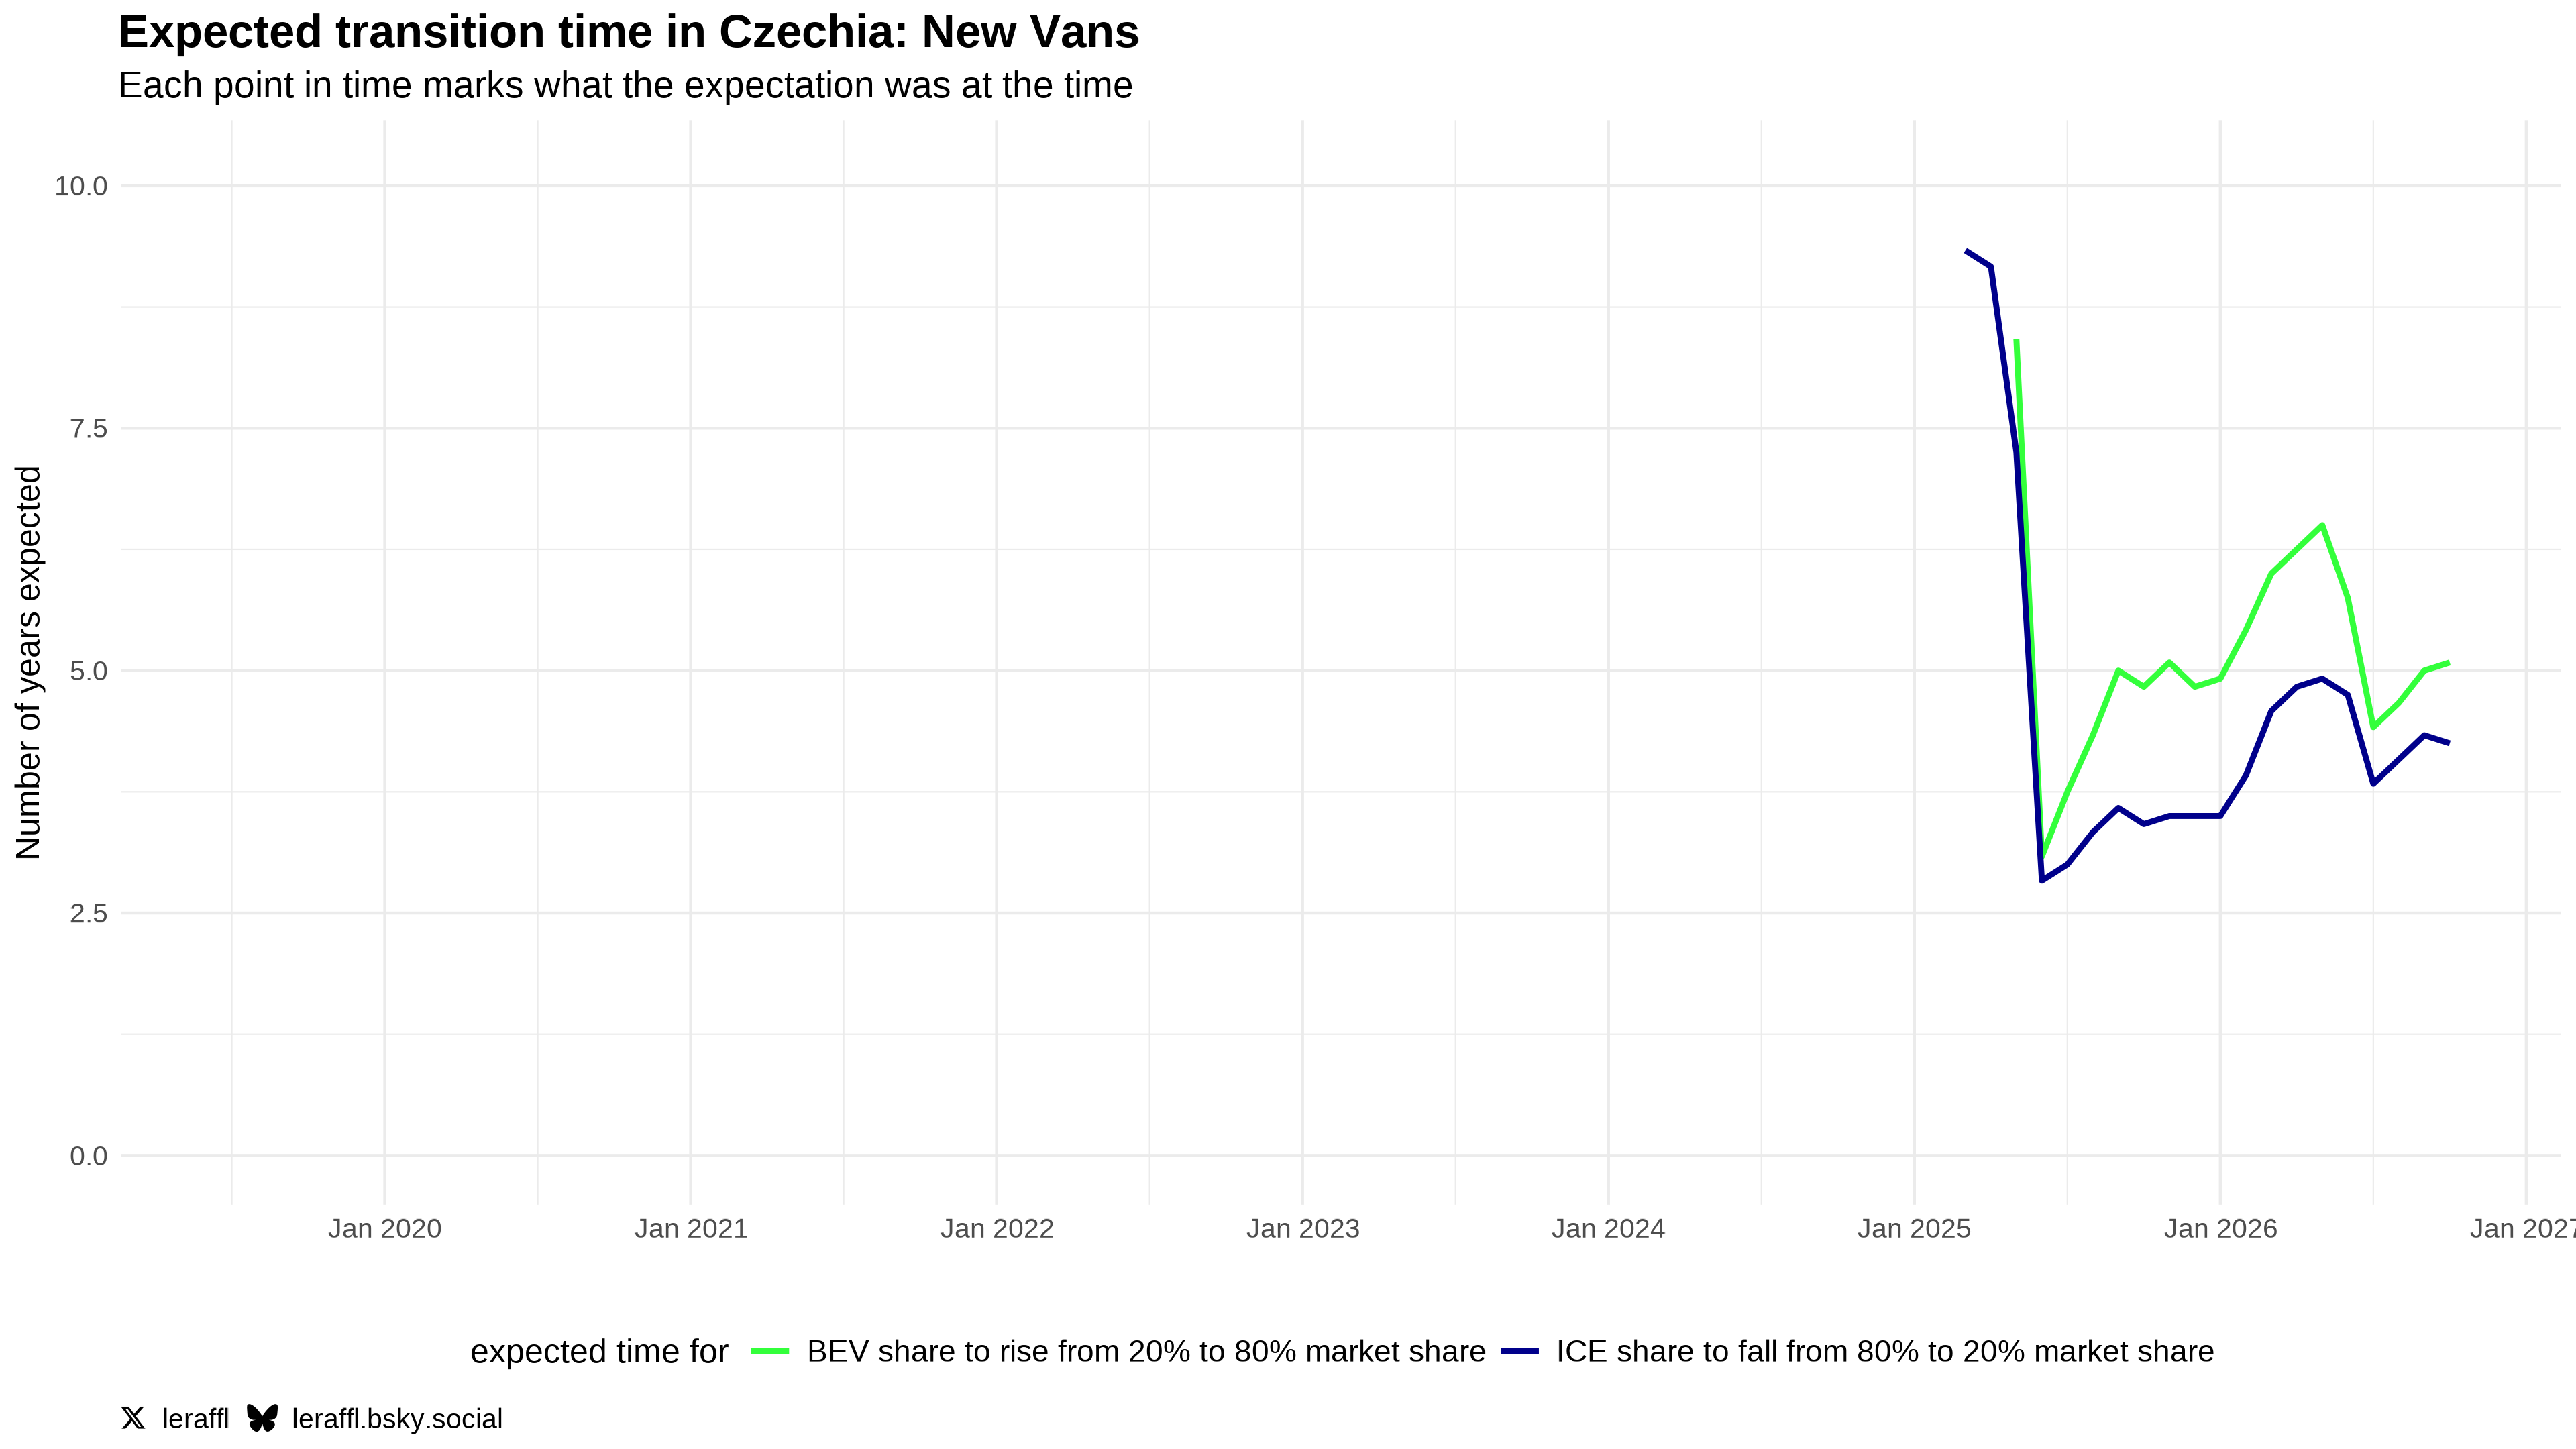 Expected transition time in Czechia: New Vans
Each point in time marks what the expectation was at the time
Number of years expected
10.0
7.5
5.0
2.5
0.0
Jan 2020 Jan 2021 Jan 2022 Jan 2023 Jan 2024 Jan 2025 Jan 2026 Jan 2027
expected time for BEV share to rise from 20% to 80% market share ICE share to fall from 80% to 20% market share
leraffl leraffl.bsky.social